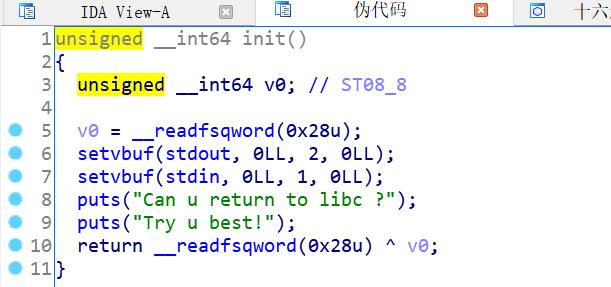 IDA View-A 伪代码 十六
1 unsigned __int64 init()
2 {
3 unsigned __int64 v0; // ST08_8
4
5 v0 = __readfsqword(0x28u);
6 setvbuf(stdout, 0LL, 2, 0LL);
7 setvbuf(stdin, 0LL, 1, 0LL);
8 puts("Can u return to libc ?");
9 puts("Try u best!");
10 return __readfsqword(0x28u) ^ v0;
11 }